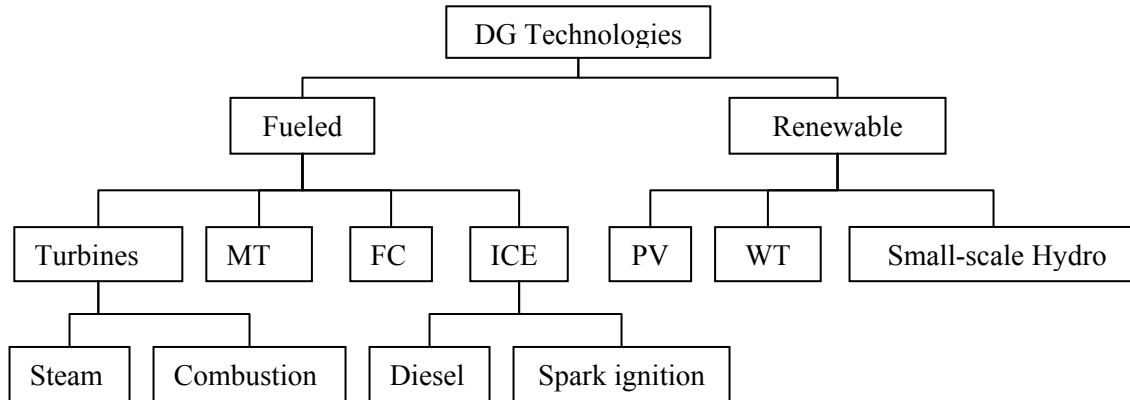 DG Technologies
Fueled
Renewable
Turbines
MT
FC
ICE
PV
WT
Small-scale Hydro
Steam
Combustion
Diesel
Spark ignition